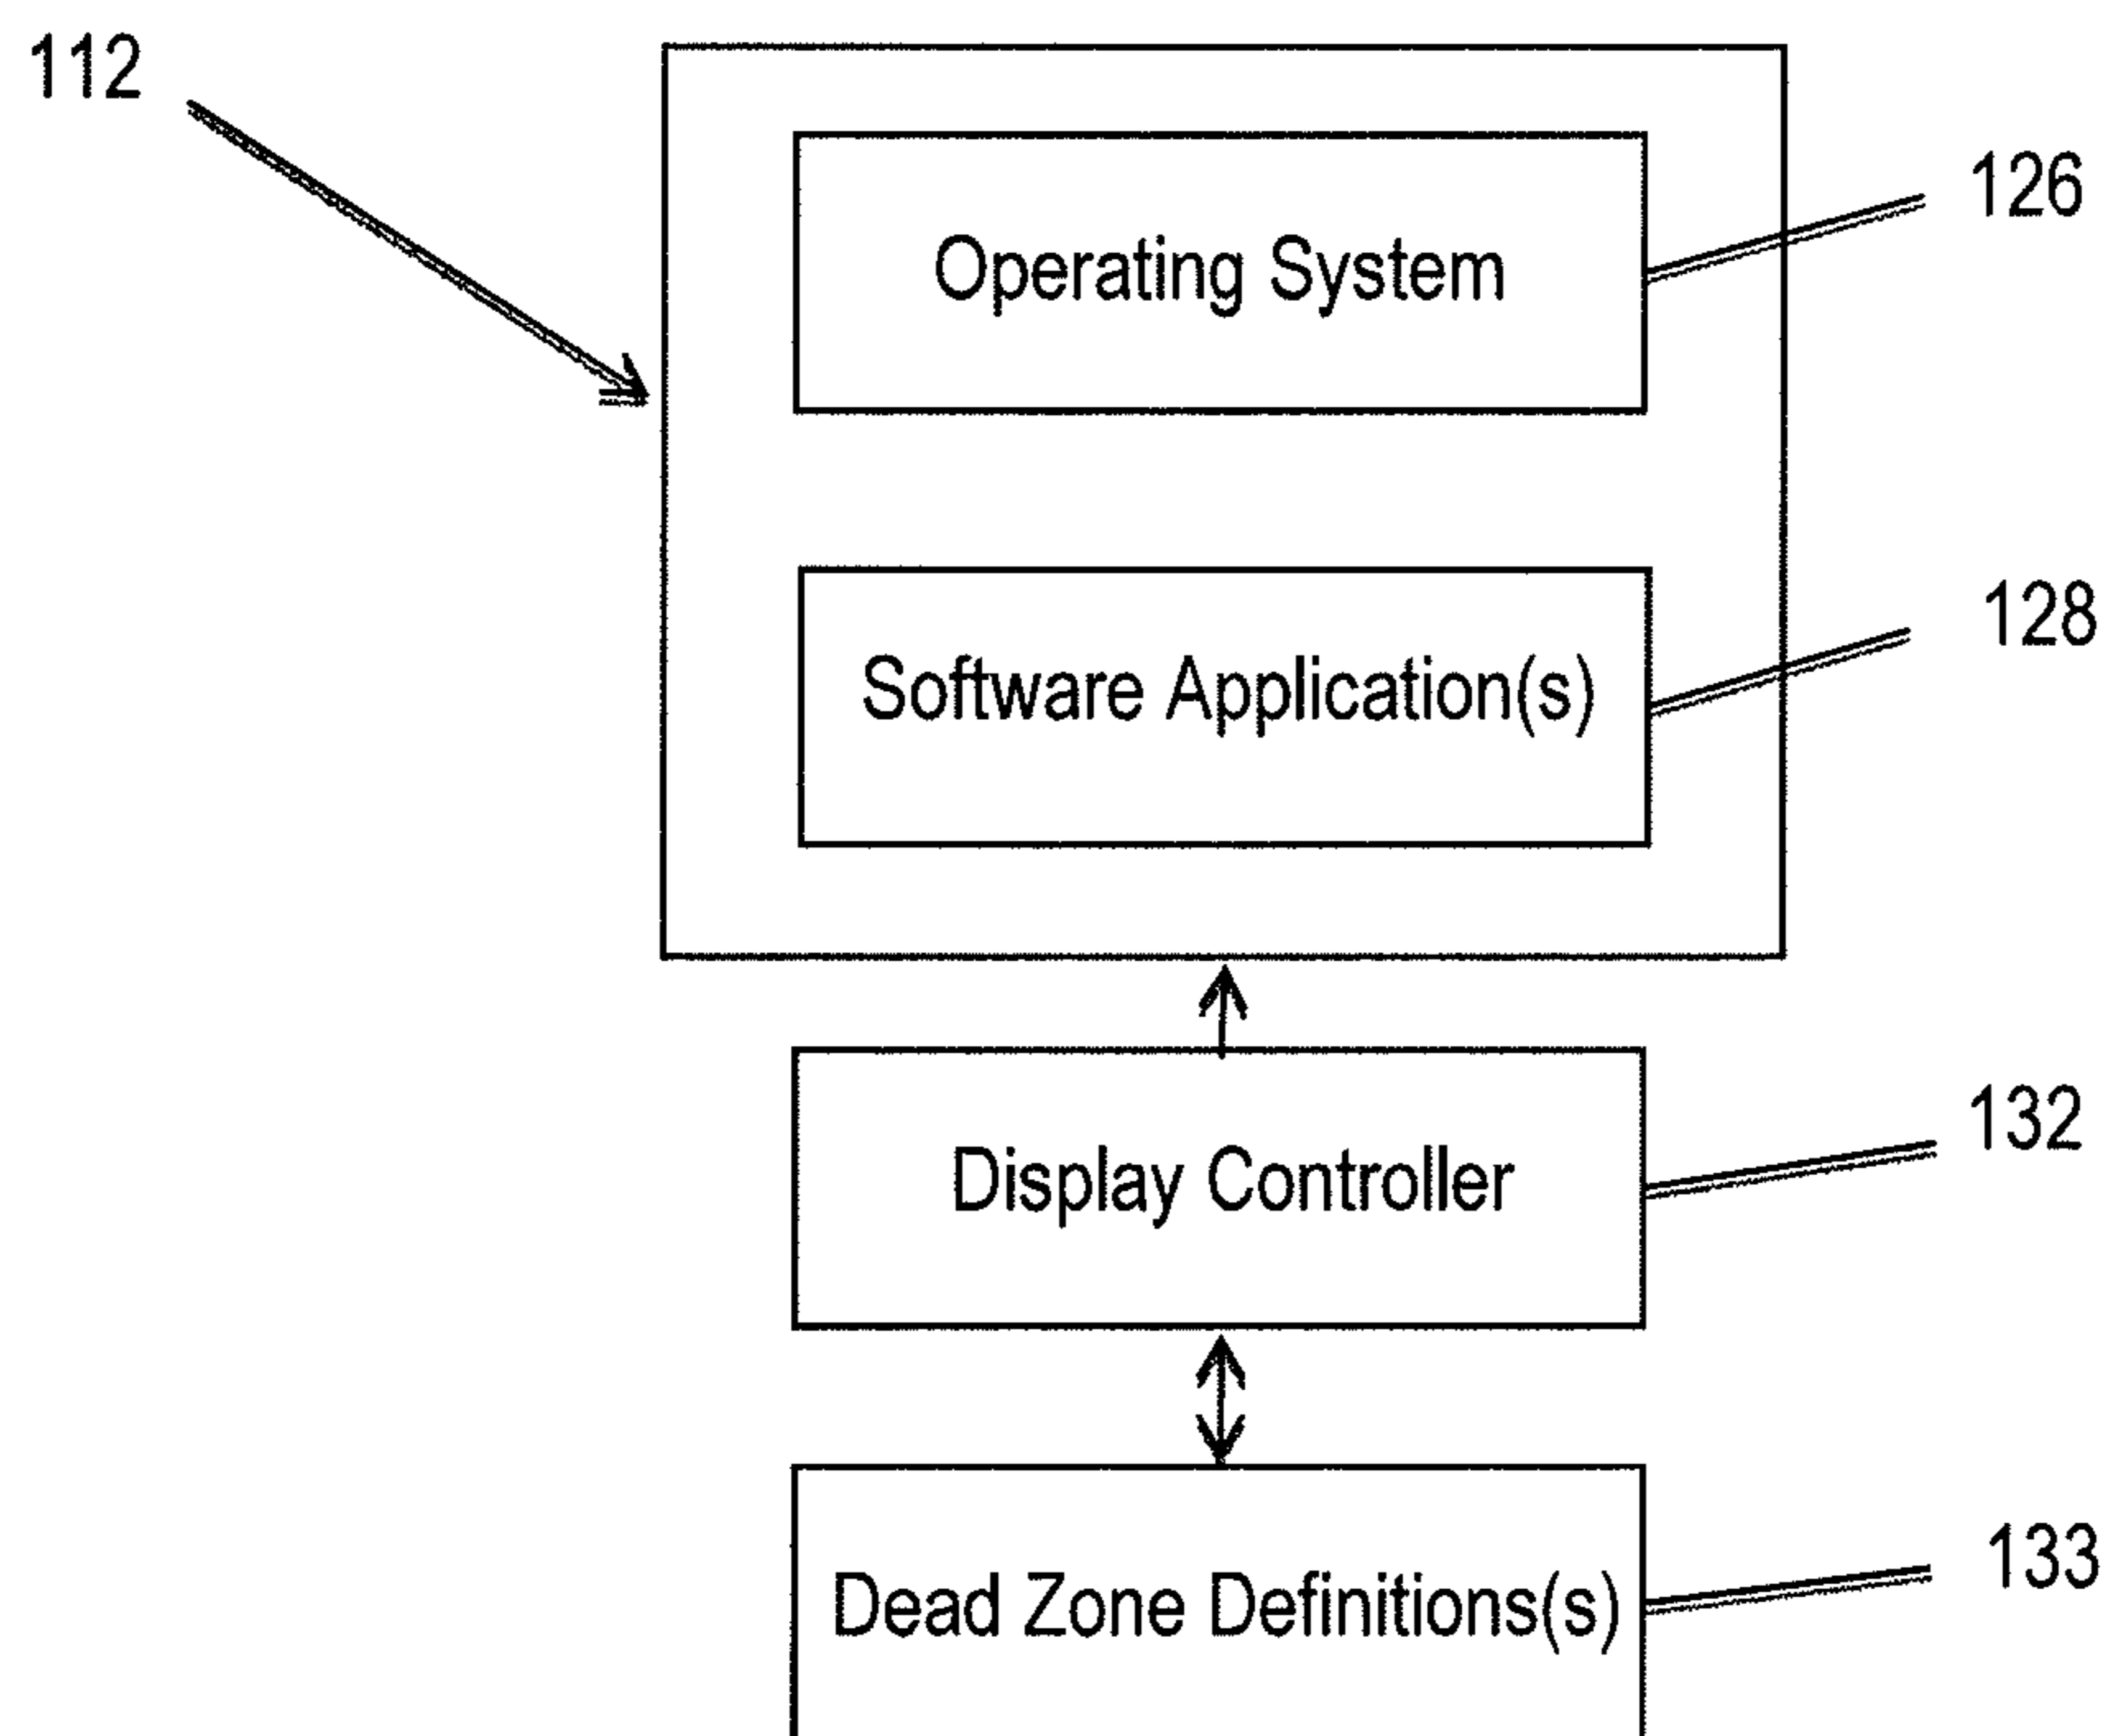 112
Operating System
126
Software Application(s)
128
Display Controller
132
Dead Zone Definitions(s)
133